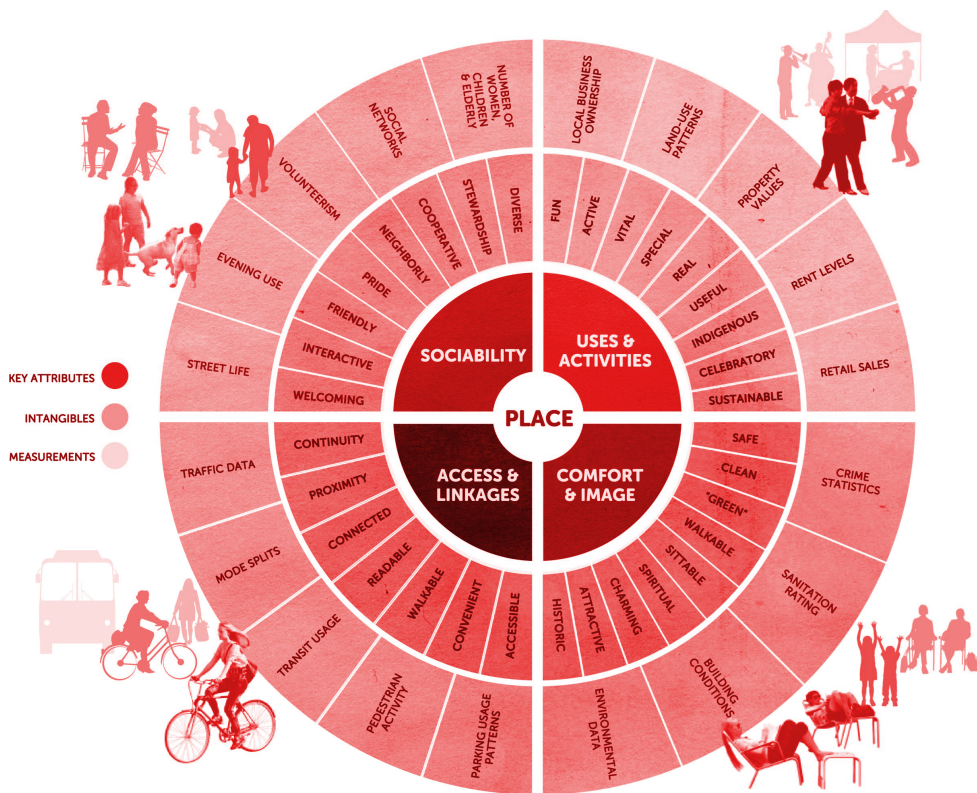 PLACE
SOCIABILITY
USES &
ACTIVITIES
ACCESS &
LINKAGES
COMFORT
& IMAGE
KEY ATTRIBUTES
INTANGIBLES
MEASUREMENTS
WELCOMING
INTERACTIVE
FRIENDLY
PRIDE
NEIGHBORLY
COOPERATIVE
STEWARDSHIP
DIVERSE
FUN
ACTIVE
VITAL
SPECIAL
REAL
USEFUL
INDIGENOUS
CELEBRATORY
SUSTAINABLE
SAFE
CLEAN
"GREEN"
WALKABLE
SITTABLE
SPIRITUAL
CHARMING
ATTRACTIVE
HISTORIC
ACCESSIBLE
CONVENIENT
WALKABLE
READABLE
CONNECTED
PROXIMITY
CONTINUITY
STREET LIFE
EVENING USE
VOLUNTEERISM
SOCIAL
NETWORKS
NUMBER OF
WOMEN,
CHILDREN
& ELDERLY
LOCAL BUSINESS
OWNERSHIP
LAND-USE
PATTERNS
PROPERTY
VALUES
RENT LEVELS
RETAIL SALES
CRIME
STATISTICS
SANITATION
RATING
BUILDING
CONDITIONS
ENVIRONMENTAL
DATA
PARKING USAGE
PATTERNS
PEDESTRIAN
ACTIVITY
TRANSIT USAGE
MODE SPLITS
TRAFFIC DATA